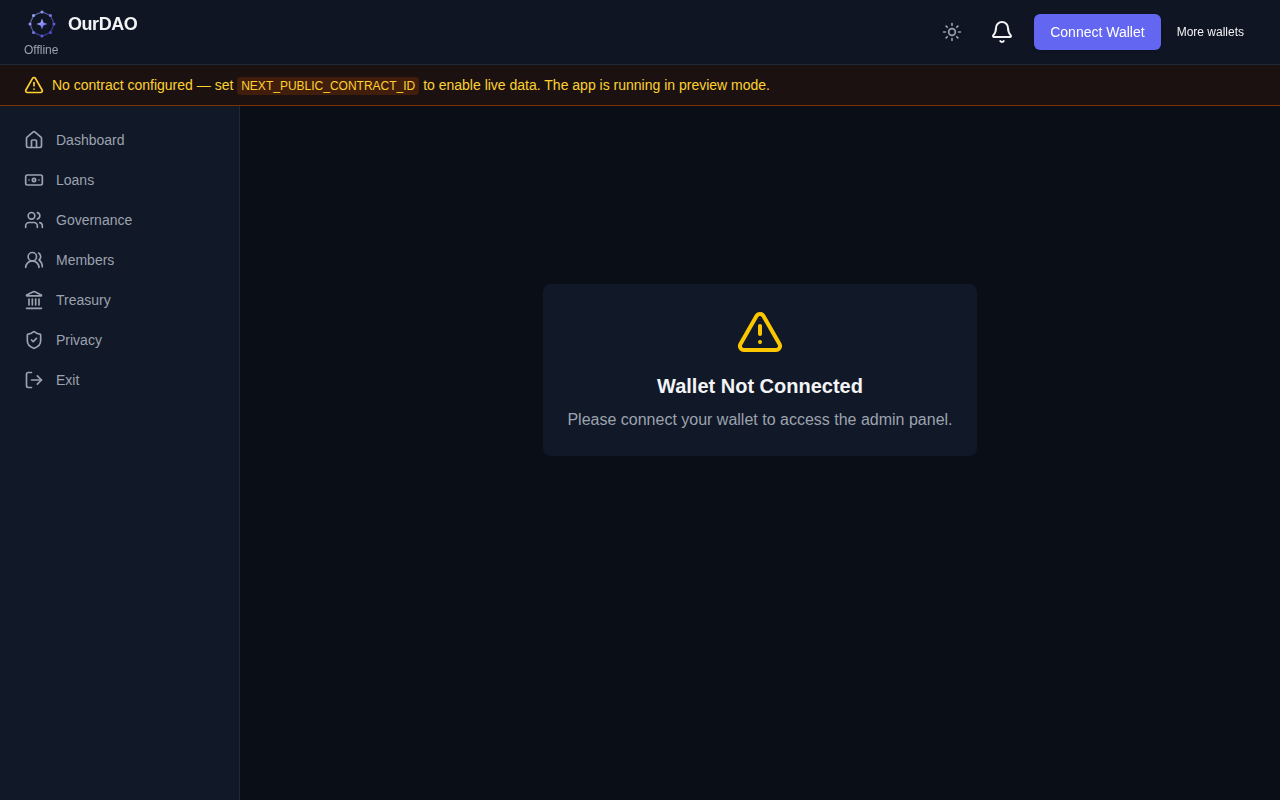 OurDAO
Offline
Connect Wallet
More wallets
No contract configured — set NEXT_PUBLIC_CONTRACT_ID to enable live data. The app is running in preview mode.
Dashboard
Loans
Governance
Members
Treasury
Privacy
Exit
Wallet Not Connected
Please connect your wallet to access the admin panel.